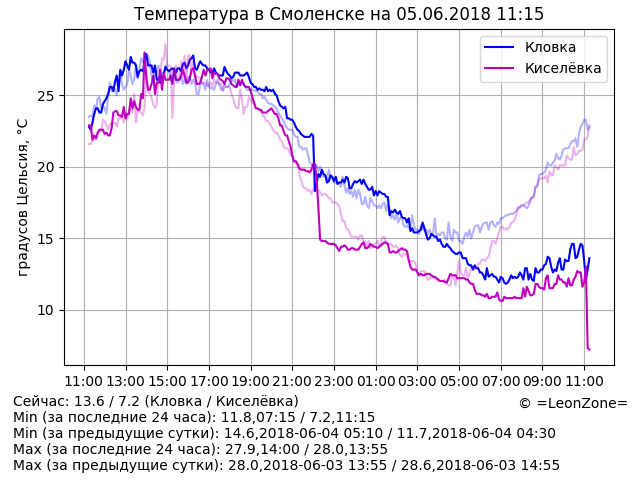 Температура в Смоленске на 05.06.2018 11:15
Кловка
Киселёвка
градусов Цельсия, °C
25
20
15
10
11:00 13:00 15:00 17:00 19:00 21:00 23:00 01:00 03:00 05:00 07:00 09:00 11:00
Сейчас: 13.6 / 7.2 (Кловка / Киселёвка)
© =LeonZone=
Min (за последние 24 часа): 11.8,07:15 / 7.2,11:15
Min (за предыдущие сутки): 14.6,2018-06-04 05:10 / 11.7,2018-06-04 04:30
Max (за последние 24 часа): 27.9,14:00 / 28.0,13:55
Max (за предыдущие сутки): 28.0,2018-06-03 13:55 / 28.6,2018-06-03 14:55